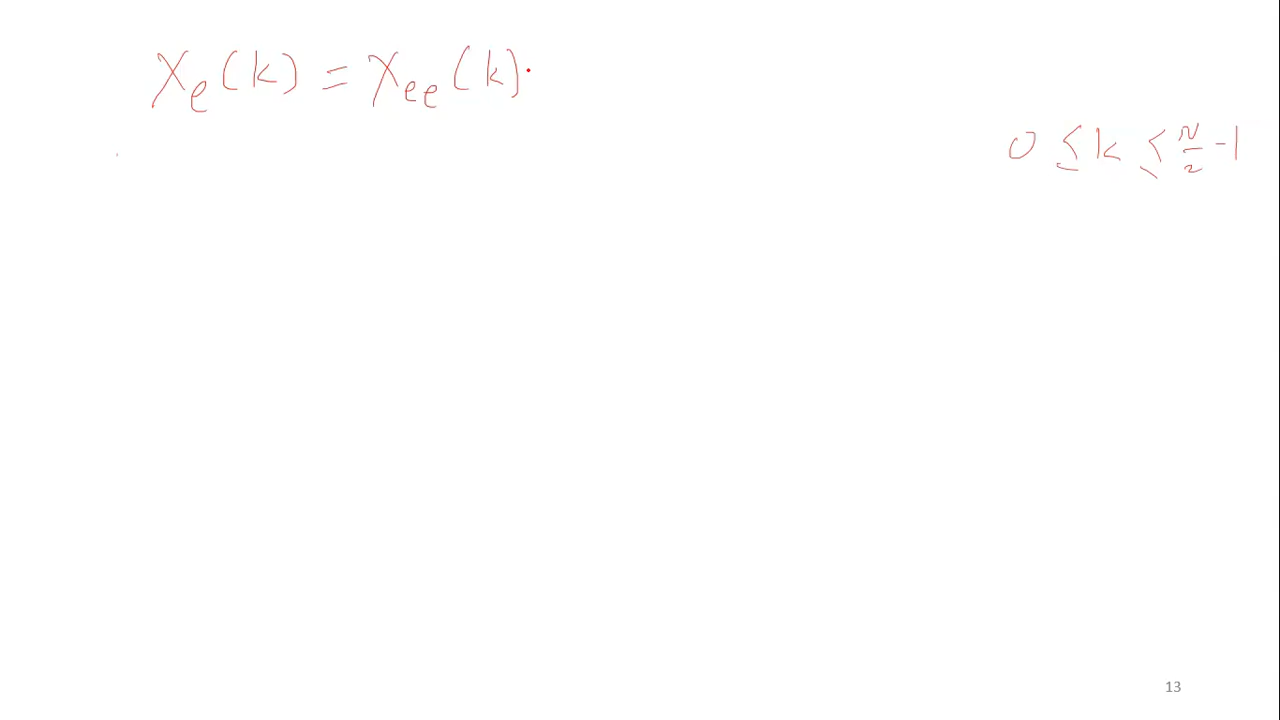 Xe(k) = Xee(k)
0 ≤ k ≤ N/2 -1
13